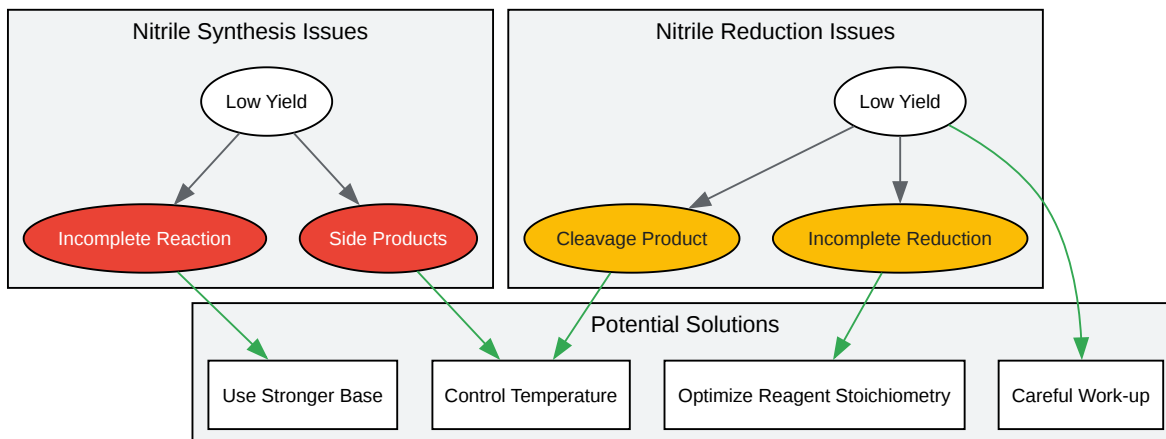 Nitrile Synthesis Issues
Nitrile Reduction Issues
Low Yield
Low Yield
Incomplete Reaction
Side Products
Cleavage Product
Incomplete Reduction
Potential Solutions
Use Stronger Base
Control Temperature
Optimize Reagent Stoichiometry
Careful Work-up